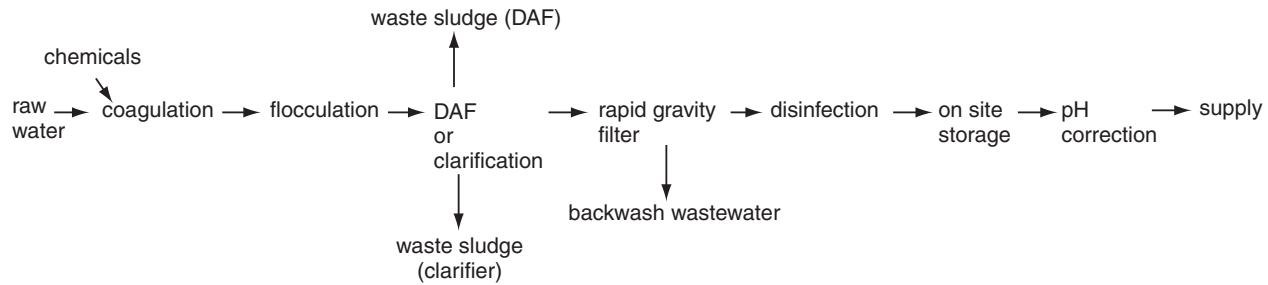 waste sludge (DAF)
chemicals
raw
water
coagulation
flocculation
DAF
or
clarification
rapid gravity
filter
disinfection
on site
storage
pH
correction
supply
backwash wastewater
waste sludge
(clarifier)